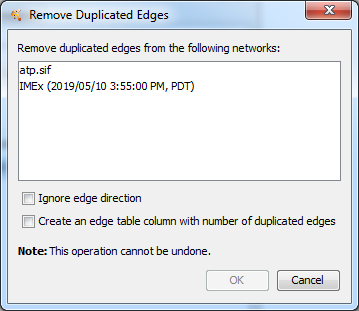 Remove Duplicated Edges
Remove duplicated edges from the following networks:
atp.sif
IMEx (2019/05/10 3:55:00 PM, PDT)
Ignore edge direction
Create an edge table column with number of duplicated edges
Note: This operation cannot be undone.
OK Cancel